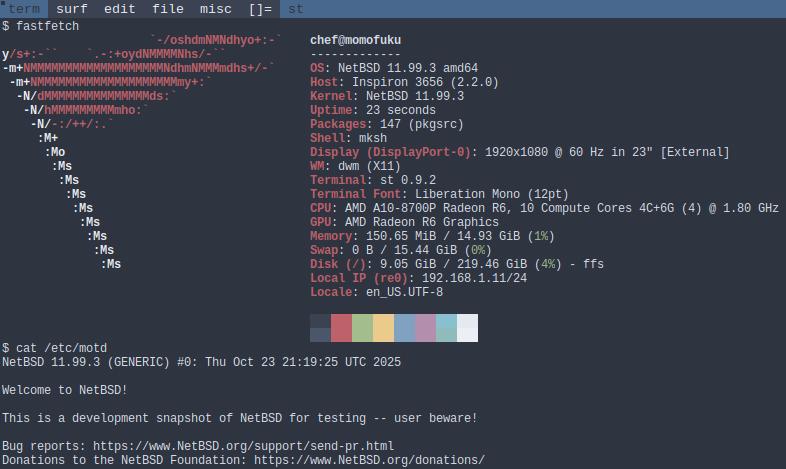 term surf edit file misc []= st
$ fastfetch
`-/oshdmNMNdhyo+:-` chef@momofuku
y/s+:-`` `.-:+oydNMMMMNhs/-`` -------------
-m+NMMMMMMMMMMMMMMMMMMMNdhmNMMMmdhs+/-` OS: NetBSD 11.99.3 amd64
-m+NMMMMMMMMMMMMMMMMMMMMmy+:` Host: Inspiron 3656 (2.2.0)
-N/dMMMMMMMMMMMMMMMds:` Kernel: NetBSD 11.99.3
-N/hMMMMMMMMMmho:` Uptime: 23 seconds
-N/-:/++/:.` Packages: 147 (pkgsrc)
:M+ Shell: mksh
:Mo Display (DisplayPort-0): 1920x1080 @ 60 Hz in 23" [External]
:Ms WM: dwm (X11)
:Ms Terminal: st 0.9.2
:Ms Terminal Font: Liberation Mono (12pt)
:Ms CPU: AMD A10-8700P Radeon R6, 10 Compute Cores 4C+6G (4) @ 1.80 GHz
:Ms GPU: AMD Radeon R6 Graphics
:Ms Memory: 150.65 MiB / 14.93 GiB (1%)
:Ms Swap: 0 B / 15.44 GiB (0%)
:Ms Disk (/): 9.05 GiB / 219.46 GiB (4%) - ffs
Local IP (re0): 192.168.1.11/24
Locale: en_US.UTF-8
$ cat /etc/motd
NetBSD 11.99.3 (GENERIC) #0: Thu Oct 23 21:19:25 UTC 2025
Welcome to NetBSD!
This is a development snapshot of NetBSD for testing -- user beware!
Bug reports: https://www.NetBSD.org/support/send-pr.html
Donations to the NetBSD Foundation: https://www.NetBSD.org/donations/